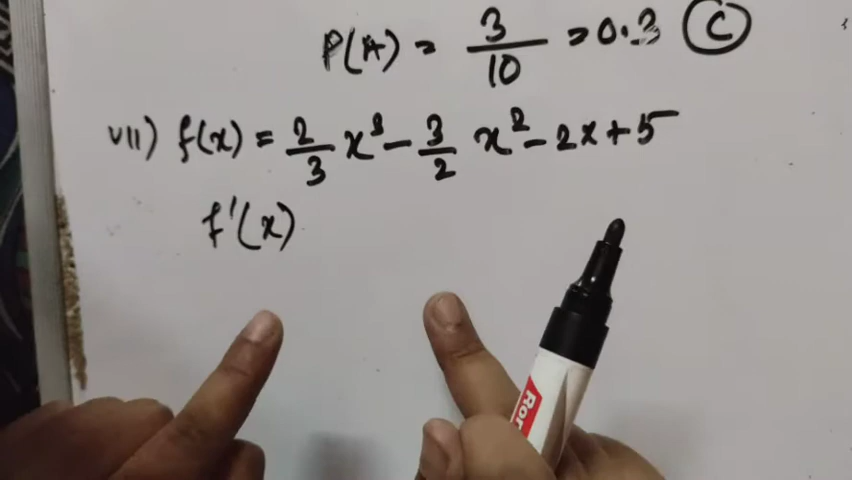 P(A) = 3/10 = 0.3 (C)
vii) f(x) = 2/3 x³ - 3/2 x² - 2x + 5
f'(x)